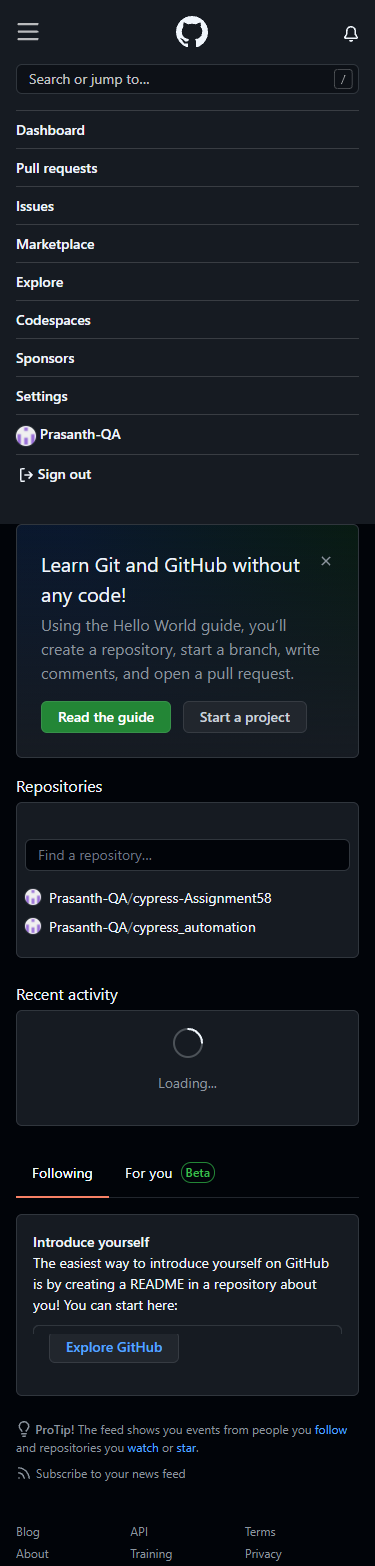 Search or jump to...
/
Dashboard
Pull requests
Issues
Marketplace
Explore
Codespaces
Sponsors
Settings
Prasanth-QA
Sign out
Learn Git and GitHub without
any code!
Using the Hello World guide, you’ll
create a repository, start a branch, write
comments, and open a pull request.
Read the guide
Start a project
Repositories
Find a repository...
Prasanth-QA/cypress-Assignment58
Prasanth-QA/cypress_automation
Recent activity
Loading...
Following
For you Beta
Introduce yourself
The easiest way to introduce yourself on GitHub
is by creating a README in a repository about
you! You can start here:
Explore GitHub
ProTip! The feed shows you events from people you follow
and repositories you watch or star.
Subscribe to your news feed
Blog API Terms
About Training Privacy